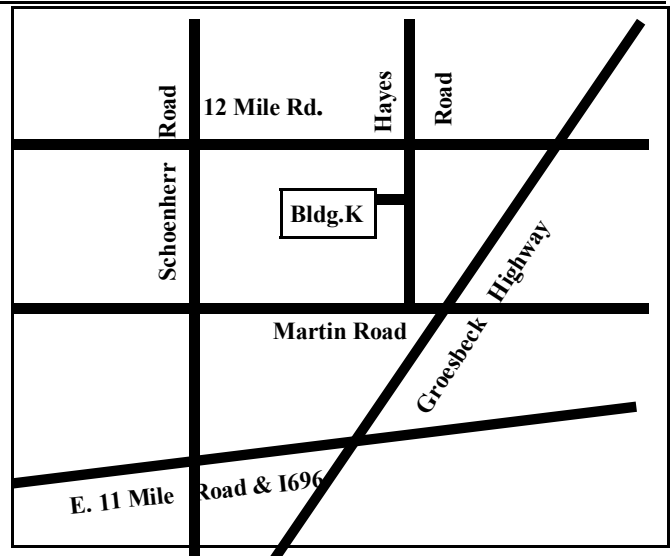 12 Mile Rd.
Schoenherr Road
Hayes Road
Bldg.K
Martin Road
Groesbeck Highway
E. 11 Mile Road & I696